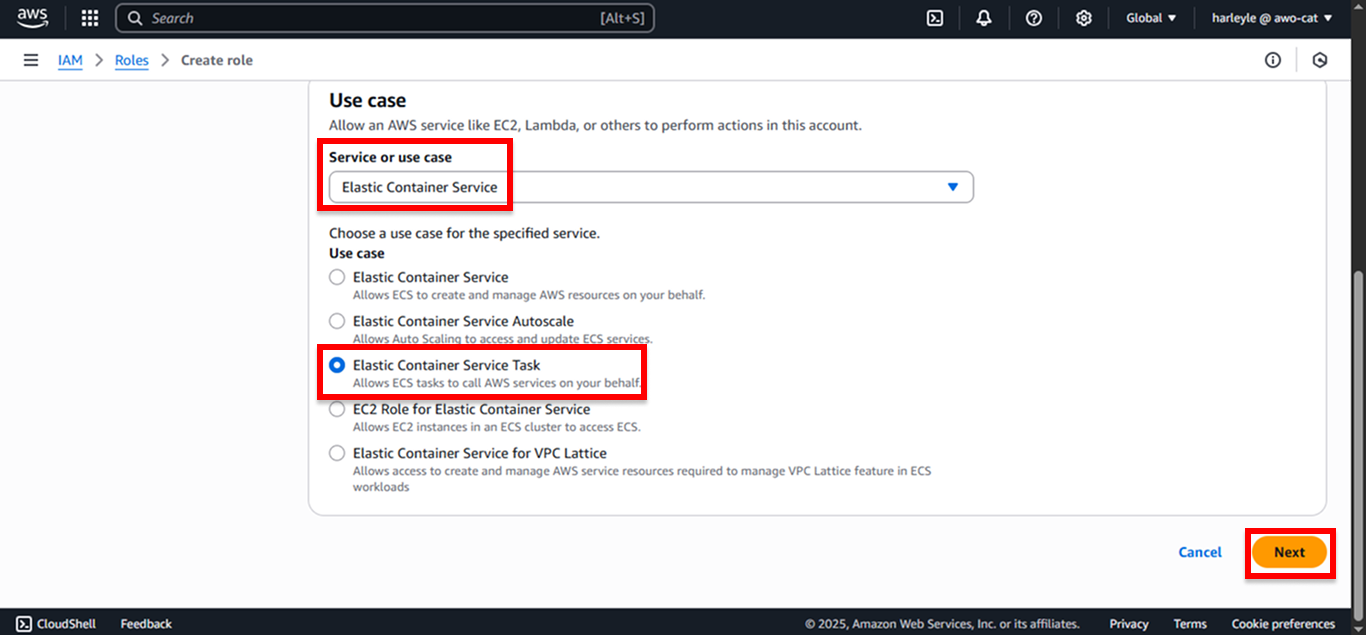 aws
Search
[Alt+S]
Global
harleyle @ awo-cat
IAM
Roles
Create role
Use case
Allow an AWS service like EC2, Lambda, or others to perform actions in this account.
Service or use case
Elastic Container Service
Choose a use case for the specified service.
Use case
Elastic Container Service
Allows ECS to create and manage AWS resources on your behalf.
Elastic Container Service Autoscale
Allows Auto Scaling to access and update ECS services.
Elastic Container Service Task
Allows ECS tasks to call AWS services on your behalf.
EC2 Role for Elastic Container Service
Allows EC2 instances in an ECS cluster to access ECS.
Elastic Container Service for VPC Lattice
Allows access to create and manage AWS service resources required to manage VPC Lattice feature in ECS
workloads
Cancel
Next
CloudShell
Feedback
© 2025, Amazon Web Services, Inc. or its affiliates.
Privacy
Terms
Cookie preferences